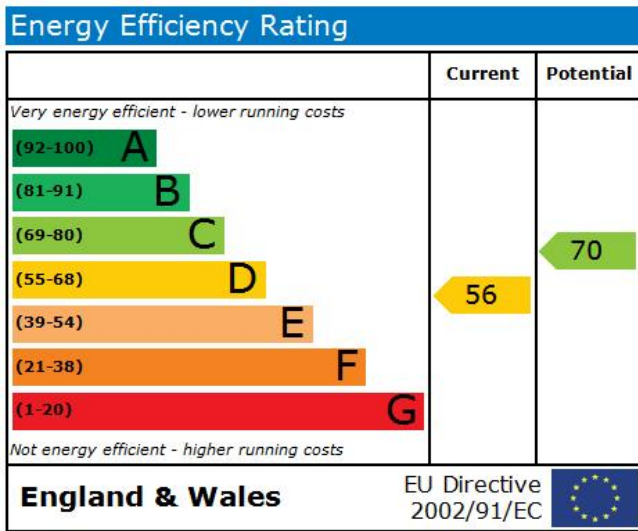 Energy Efficiency Rating
Current Potential
Very energy efficient - lower running costs
(92-100) A
(81-91) B
(69-80) C
70
(55-68) D
56
(39-54) E
(21-38) F
(1-20) G
Not energy efficient - higher running costs
England & Wales
EU Directive
2002/91/EC